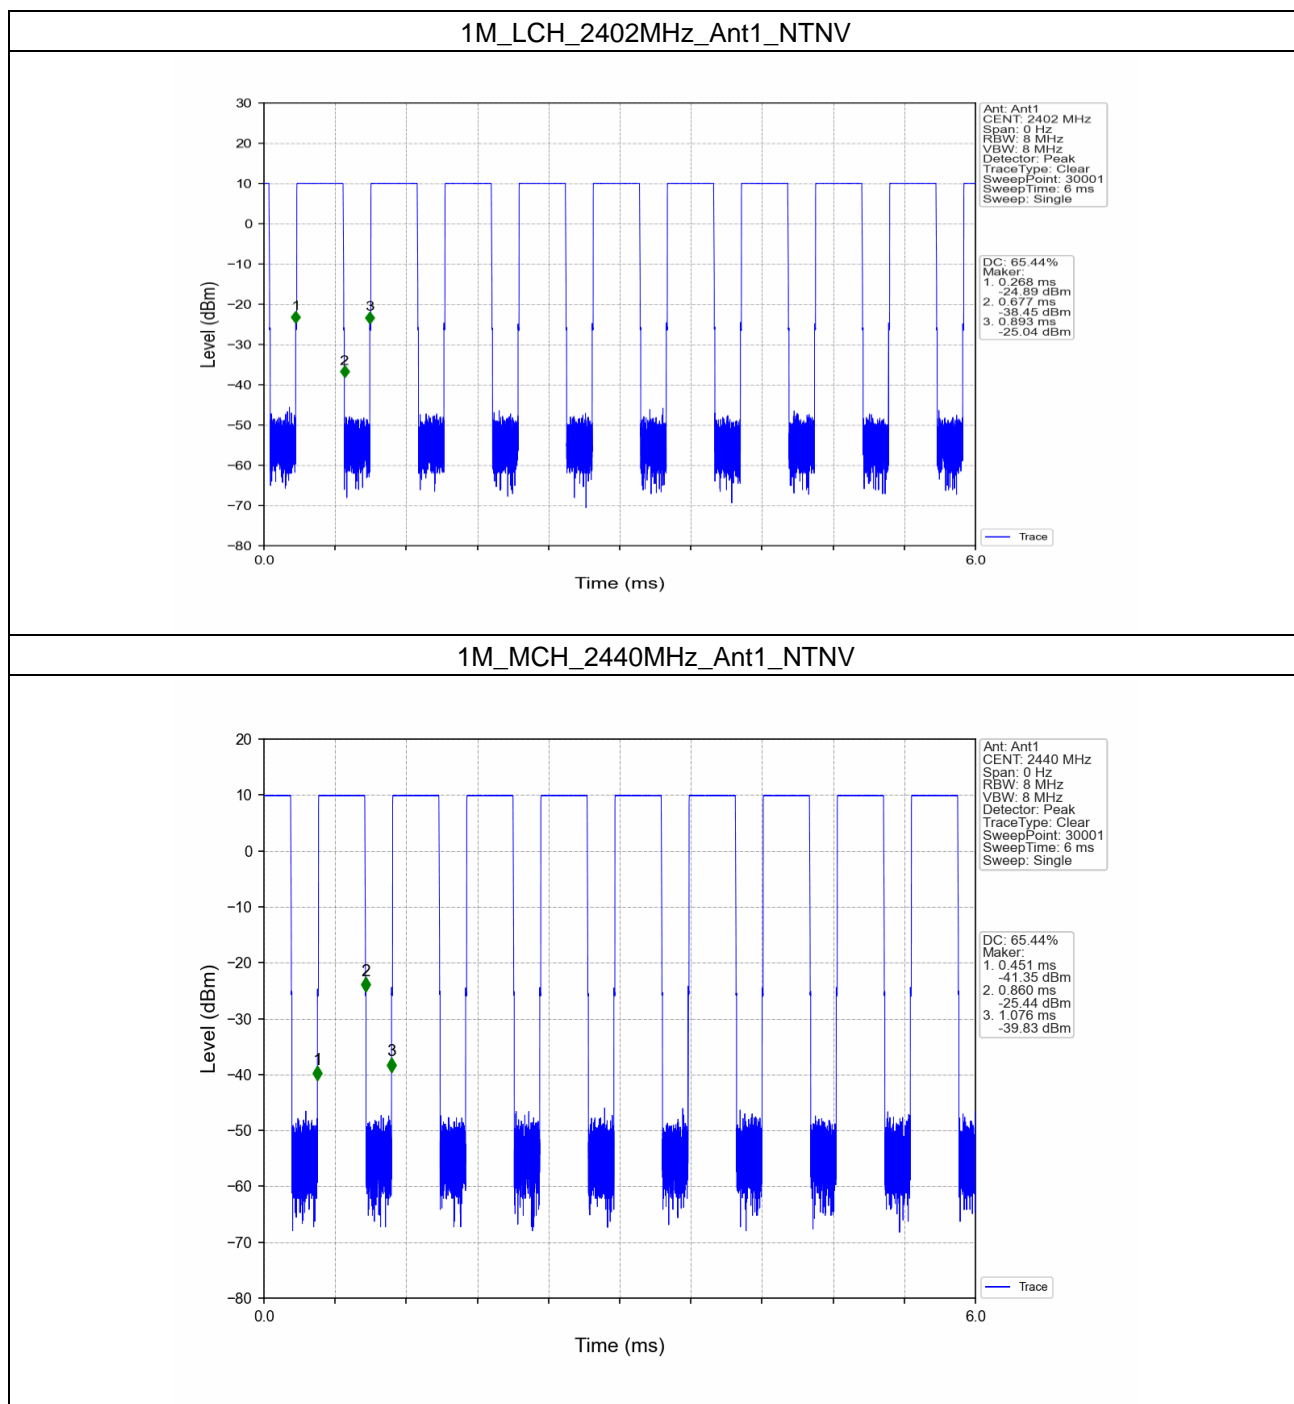 1M_LCH_2402MHz_Ant1_NTNV
30
20
10
0
−10
−20
−30
−40
−50
−60
−70
−80
Level (dBm)
1
2
3
0.0
6.0
Time (ms)
Ant: Ant1
CENT: 2402 MHz
Span: 0 Hz
RBW: 8 MHz
VBW: 8 MHz
Detector: Peak
TraceType: Clear
SweepPoint: 30001
SweepTime: 6 ms
Sweep: Single
DC: 65.44%
Maker:
1. 0.268 ms
-24.89 dBm
2. 0.677 ms
-38.45 dBm
3. 0.893 ms
-25.04 dBm
Trace
1M_MCH_2440MHz_Ant1_NTNV
20
10
0
−10
−20
−30
−40
−50
−60
−70
−80
Level (dBm)
1
2
3
0.0
6.0
Time (ms)
Ant: Ant1
CENT: 2440 MHz
Span: 0 Hz
RBW: 8 MHz
VBW: 8 MHz
Detector: Peak
TraceType: Clear
SweepPoint: 30001
SweepTime: 6 ms
Sweep: Single
DC: 65.44%
Maker:
1. 0.451 ms
-41.35 dBm
2. 0.860 ms
-25.44 dBm
3. 1.076 ms
-39.83 dBm
Trace